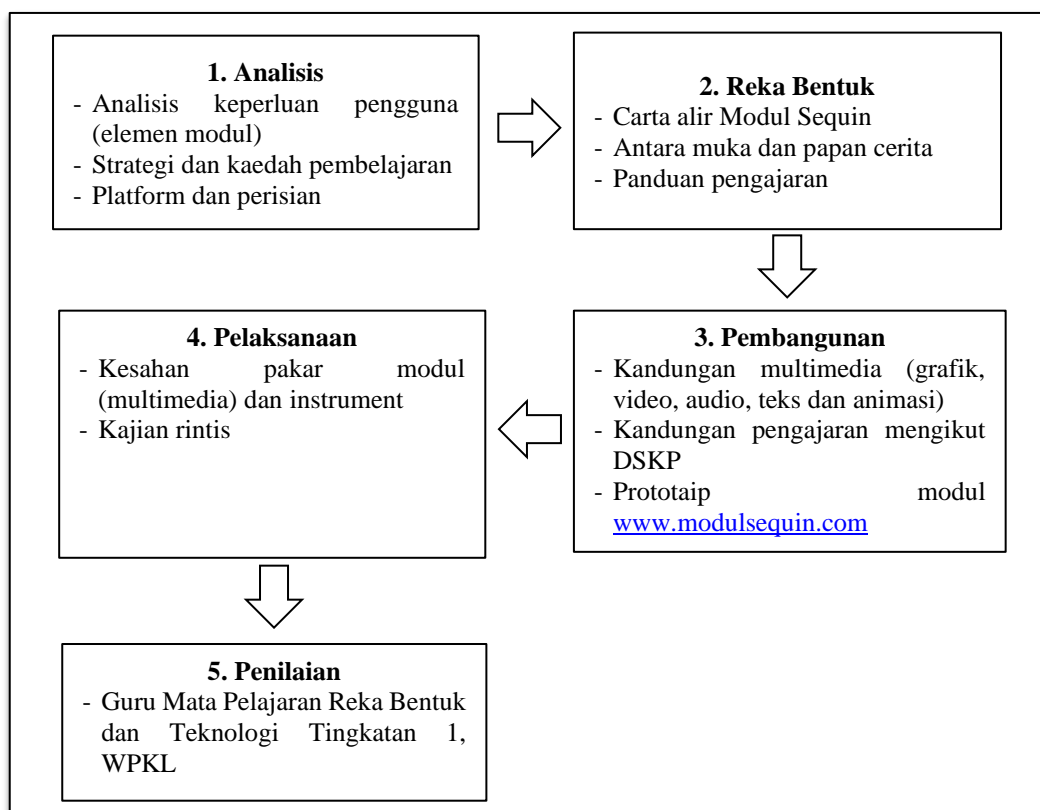 1. Analisis
- Analisis keperluan pengguna
(elemen modul)
- Strategi dan kaedah pembelajaran
- Platform dan perisian
2. Reka Bentuk
- Carta alir Modul Sequin
- Antara muka dan papan cerita
- Panduan pengajaran
3. Pembangunan
- Kandungan multimedia (grafik,
video, audio, teks dan animasi)
- Kandungan pengajaran mengikut
DSKP
- Prototaip modul
www.modulsequin.com
4. Pelaksanaan
- Kesahan pakar modul
(multimedia) dan instrument
- Kajian rintis
5. Penilaian
- Guru Mata Pelajaran Reka Bentuk
dan Teknologi Tingkatan 1,
WPKL